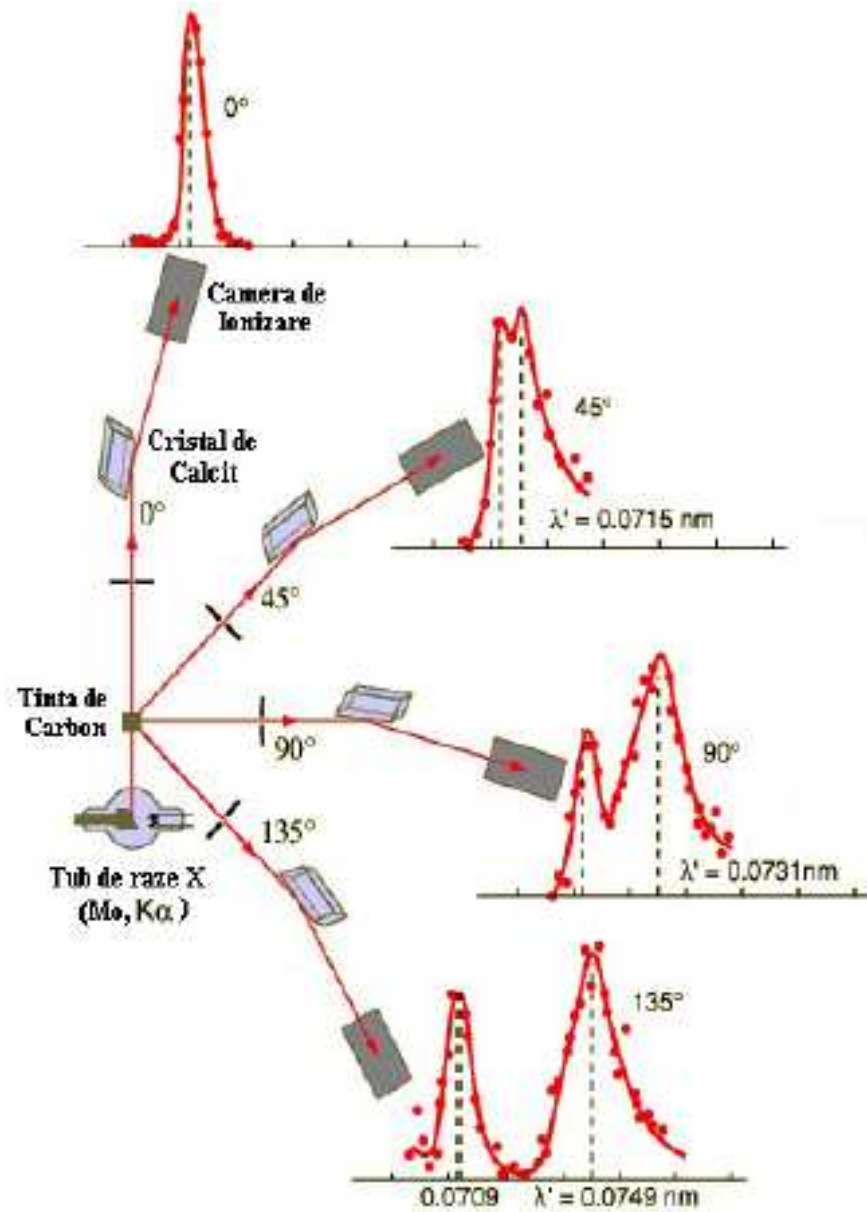 0°
Camera de
Ionizare
Cristal de
Calcit
0°
45°
λ' = 0.0715 nm
45°
Tinta de
Carbon
90°
90°
λ' = 0.0731nm
135°
Tub de raze X
(Mo, Kα )
135°
0.0709 λ' = 0.0749 nm